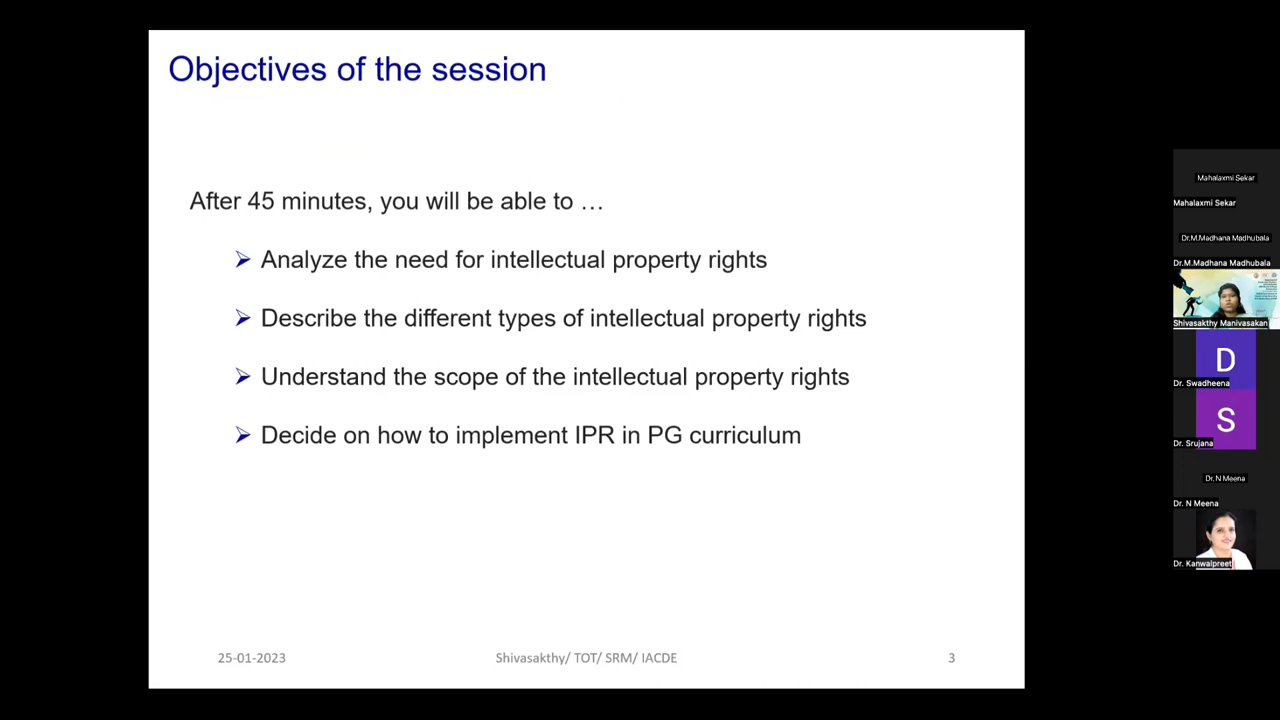 Objectives of the session
After 45 minutes, you will be able to …
Analyze the need for intellectual property rights
Describe the different types of intellectual property rights
Understand the scope of the intellectual property rights
Decide on how to implement IPR in PG curriculum
25-01-2023
Shivasakthy/ TOT/ SRM/ IACDE
3
Mahalaxmi Sekar
Mahalaxmi Sekar
Dr.M.Madhana Madhubala
Dr.M.Madhana Madhubala
Shivasakthy Manivasakan
D
Dr. Swadheena
S
Dr. Srujana
Dr. N Meena
Dr. N Meena
Dr. Kanwalpreet